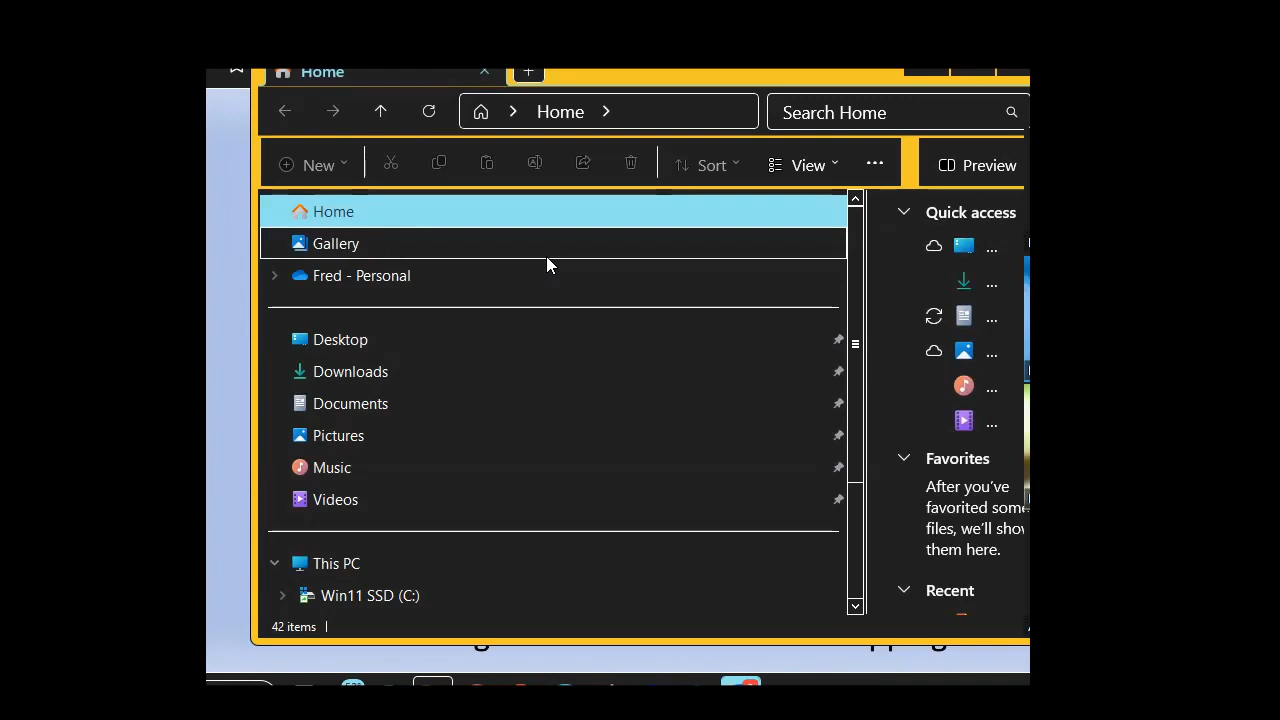 Home
Home
Search Home
New
Sort
View
Preview
Home
Gallery
Fred - Personal
Desktop
Downloads
Documents
Pictures
Music
Videos
This PC
Win11 SSD (C:)
42 items
Quick access
...
...
...
...
...
...
Favorites
After you've
favorited some
files, we'll show
them here.
Recent